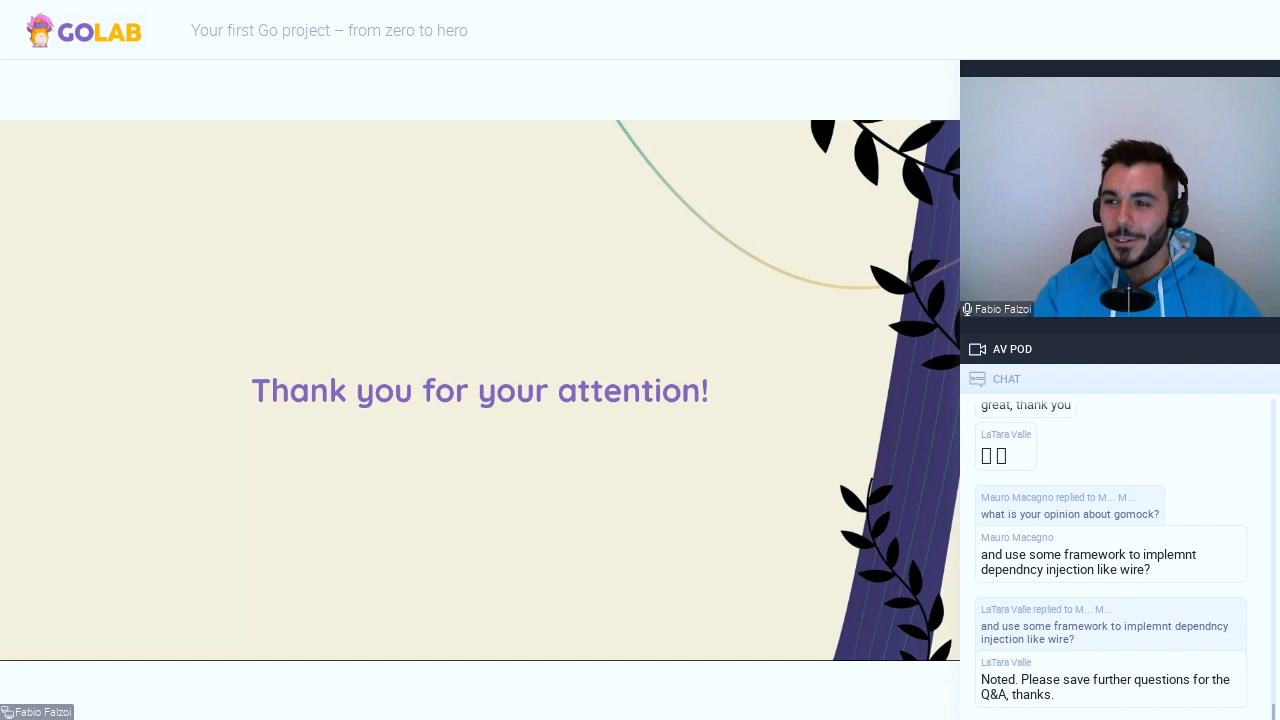 GOLAB
Your first Go project – from zero to hero
Thank you for your attention!
Fabio Falzoi
AV POD
CHAT
great, thank you
LaTara Valle
Mauro Macagno replied to M... M...
what is your opinion about gomock?
Mauro Macagno
and use some framework to implemnt
dependncy injection like wire?
LaTara Valle replied to M... M...
and use some framework to implemnt dependncy
injection like wire?
LaTara Valle
Noted. Please save further questions for the
Q&A, thanks.
Fabio Falzoi